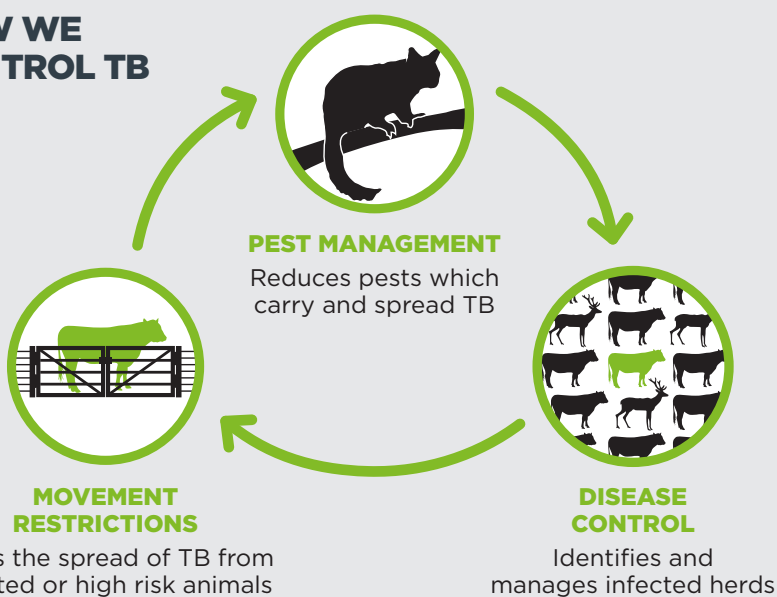 WE
TROL TB
PEST MANAGEMENT
Reduces pests which
carry and spread TB
MOVEMENT
RESTRICTIONS
the spread of TB from
or high risk animals
DISEASE
CONTROL
Identifies and
manages infected herds